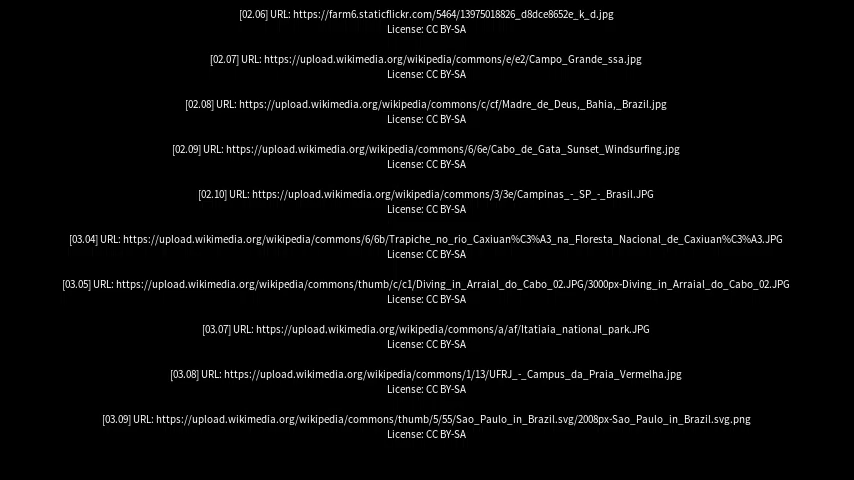 [02.06] URL: https://farm6.staticflickr.com/5464/13975018826_d8dce8652e_k_d.jpg
License: CC BY-SA
[02.07] URL: https://upload.wikimedia.org/wikipedia/commons/e/e2/Campo_Grande_ssa.jpg
License: CC BY-SA
[02.08] URL: https://upload.wikimedia.org/wikipedia/commons/c/cf/Madre_de_Deus,_Bahia,_Brazil.jpg
License: CC BY-SA
[02.09] URL: https://upload.wikimedia.org/wikipedia/commons/6/6e/Cabo_de_Gata_Sunset_Windsurfing.jpg
License: CC BY-SA
[02.10] URL: https://upload.wikimedia.org/wikipedia/commons/3/3e/Campinas_-_SP_-_Brasil.JPG
License: CC BY-SA
[03.04] URL: https://upload.wikimedia.org/wikipedia/commons/6/6b/Trapiche_no_rio_Caxiuan%C3%A3_na_Floresta_Nacional_de_Caxiuan%C3%A3.JPG
License: CC BY-SA
[03.05] URL: https://upload.wikimedia.org/wikipedia/commons/thumb/c/c1/Diving_in_Arraial_do_Cabo_02.JPG/3000px-Diving_in_Arraial_do_Cabo_02.JPG
License: CC BY-SA
[03.07] URL: https://upload.wikimedia.org/wikipedia/commons/a/af/Itatiaia_national_park.JPG
License: CC BY-SA
[03.08] URL: https://upload.wikimedia.org/wikipedia/commons/1/13/UFRJ_-_Campus_da_Praia_Vermelha.jpg
License: CC BY-SA
[03.09] URL: https://upload.wikimedia.org/wikipedia/commons/thumb/5/55/Sao_Paulo_in_Brazil.svg/2008px-Sao_Paulo_in_Brazil.svg.png
License: CC BY-SA